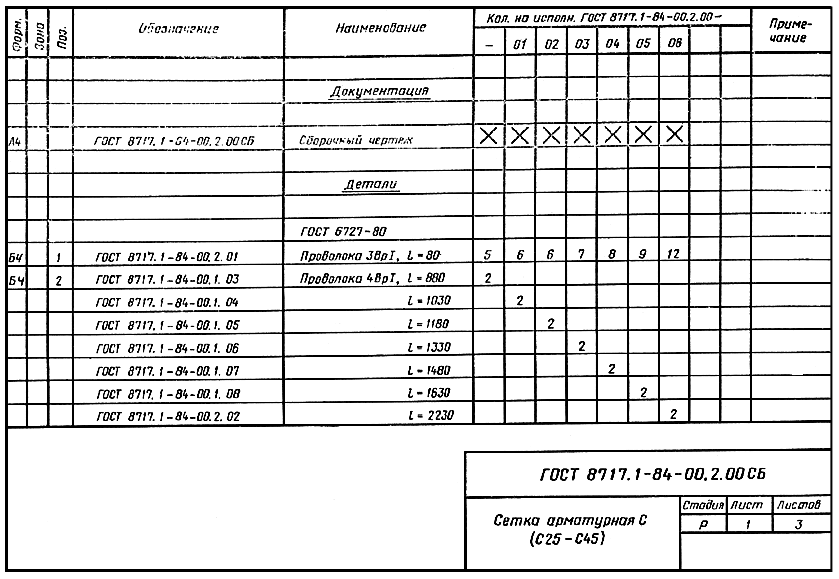 Форм. Зона Поз. Обозначение Наименование Кол. на исполн. ГОСТ 8717.1-84-00.2.00- Приме-чание
- 01 02 03 04 05 08
Документация
А4 ГОСТ 8717.1-84-00.2.00СБ Сборочный чертеж X X X X X X X
Детали
ГОСТ 6727-80
БЧ 1 ГОСТ 8717.1-84-00.2.01 Проволока 3ВрI, l=80 5 6 6 7 8 9 12
БЧ 2 ГОСТ 8717.1-84-00.1.03 Проволока 4ВрI, l=880 2
ГОСТ 8717.1-84-00.1.04 l=1030 2
ГОСТ 8717.1-84-00.1.05 l=1180 2
ГОСТ 8717.1-84-00.1.06 l=1330 2
ГОСТ 8717.1-84-00.1.07 l=1480 2
ГОСТ 8717.1-84-00.1.08 l=1630 2
ГОСТ 8717.1-84-00.2.02 l=2230 2
ГОСТ 8717.1-84-00.2.00СБ
Сетка арматурная С
(С25-С45)
Стадия Лист Листов
Р 1 3